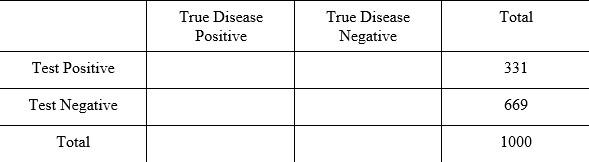 True Disease Positive True Disease Negative Total
Test Positive 331
Test Negative 669
Total 1000